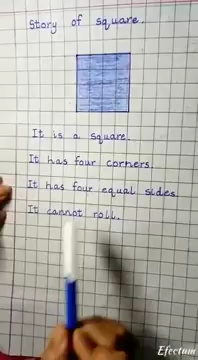 Story of square.
It is a square.
It has four corners.
It has four equal sides.
It cannot roll.
Efectum